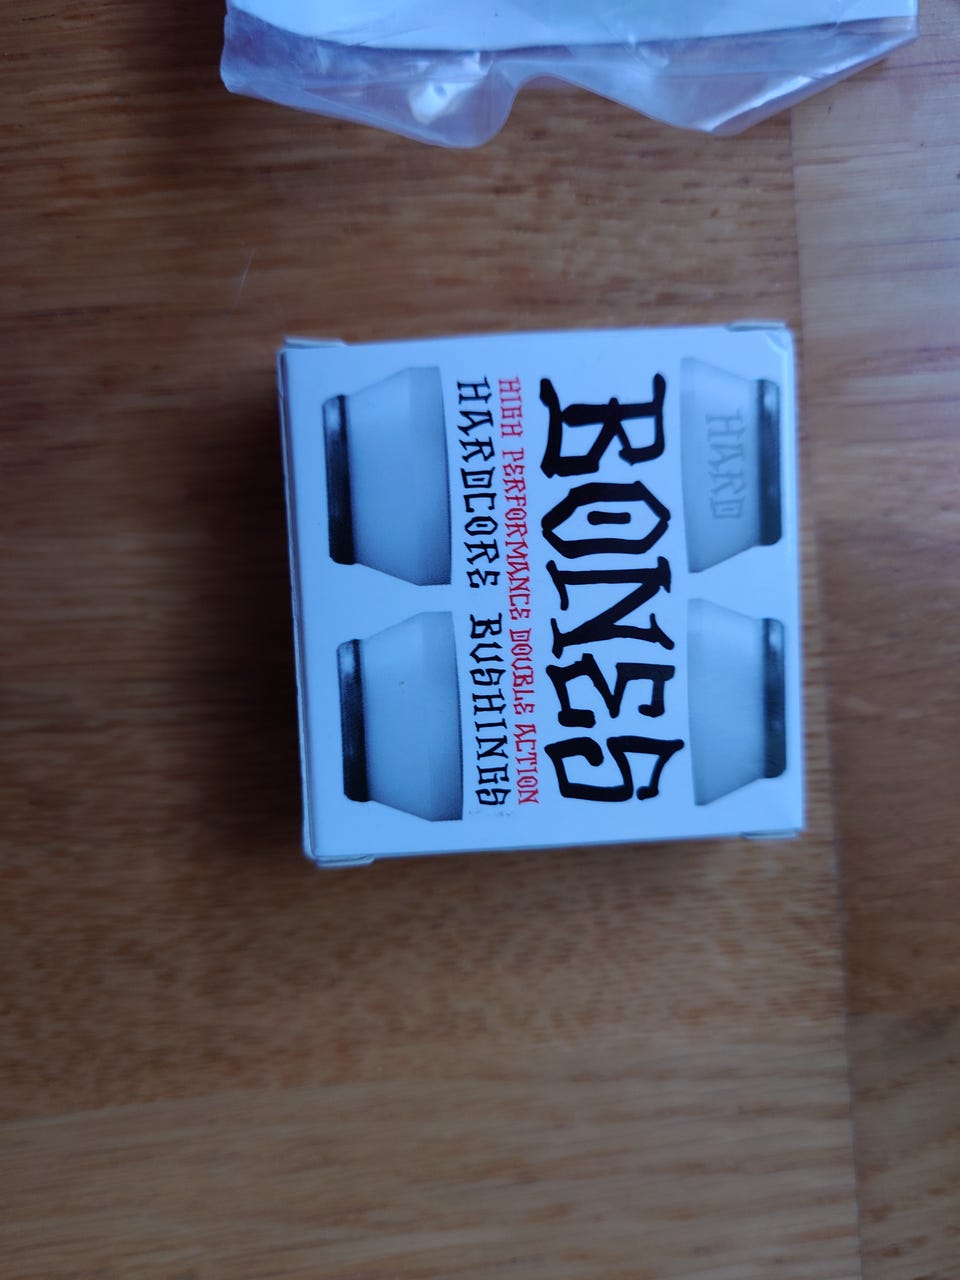 HARD
BONES
HIGH PERFORMANCE DOUBLE ACTION
HARDCORE BUSHINGS